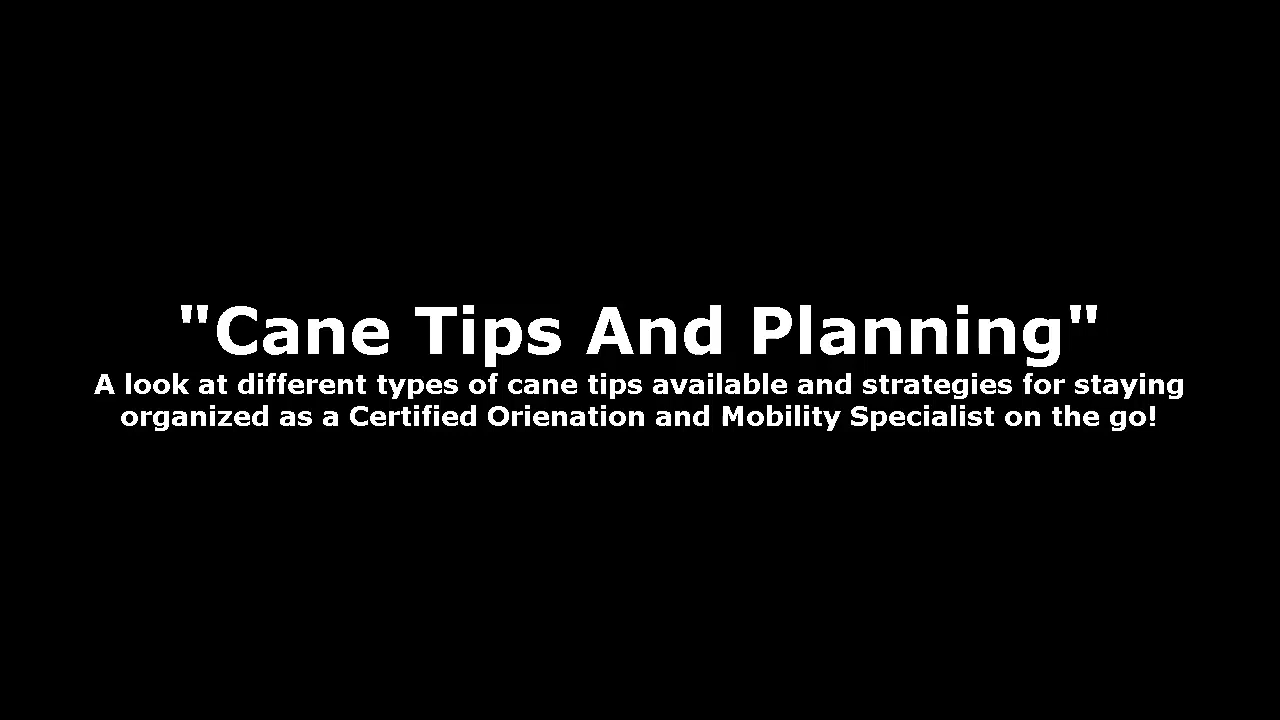 "Cane Tips And Planning"
A look at different types of cane tips available and strategies for staying
organized as a Certified Orienation and Mobility Specialist on the go!